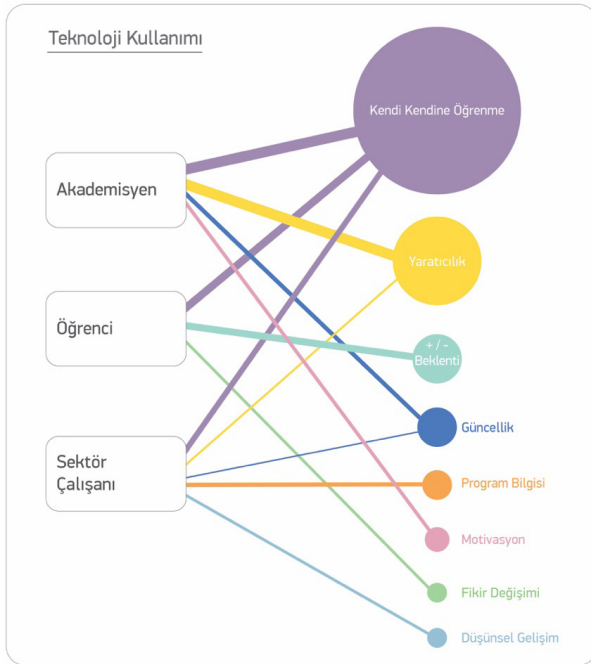 Teknoloji Kullanımı
Kendi Kendine Öğrenme
Akademisyen
Yaratıcılık
Öğrenci
+ / -
Beklenti
Güncellik
Sektör
Çalışanı
Program Bilgisi
Motivasyon
Fikir Değişimi
Düşünsel Gelişim